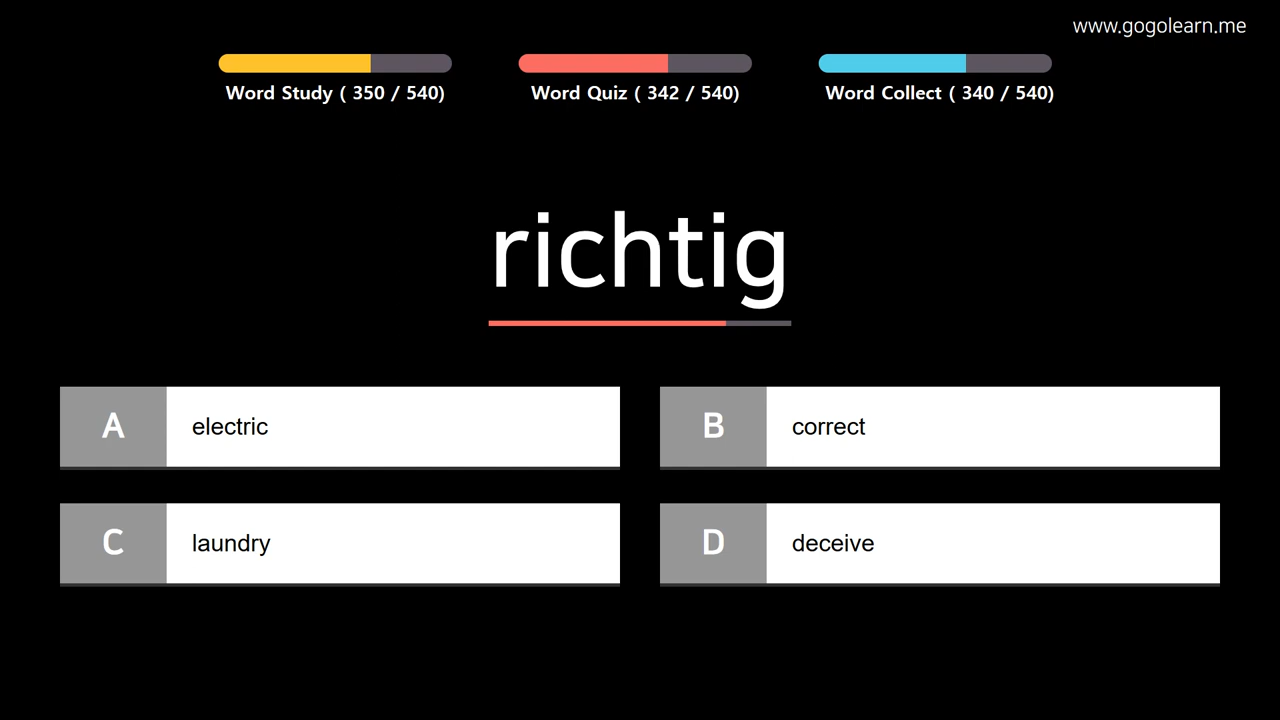 www.gogolearn.me
Word Study ( 350 / 540)
Word Quiz ( 342 / 540)
Word Collect ( 340 / 540)
richtig
A electric
B correct
C laundry
D deceive